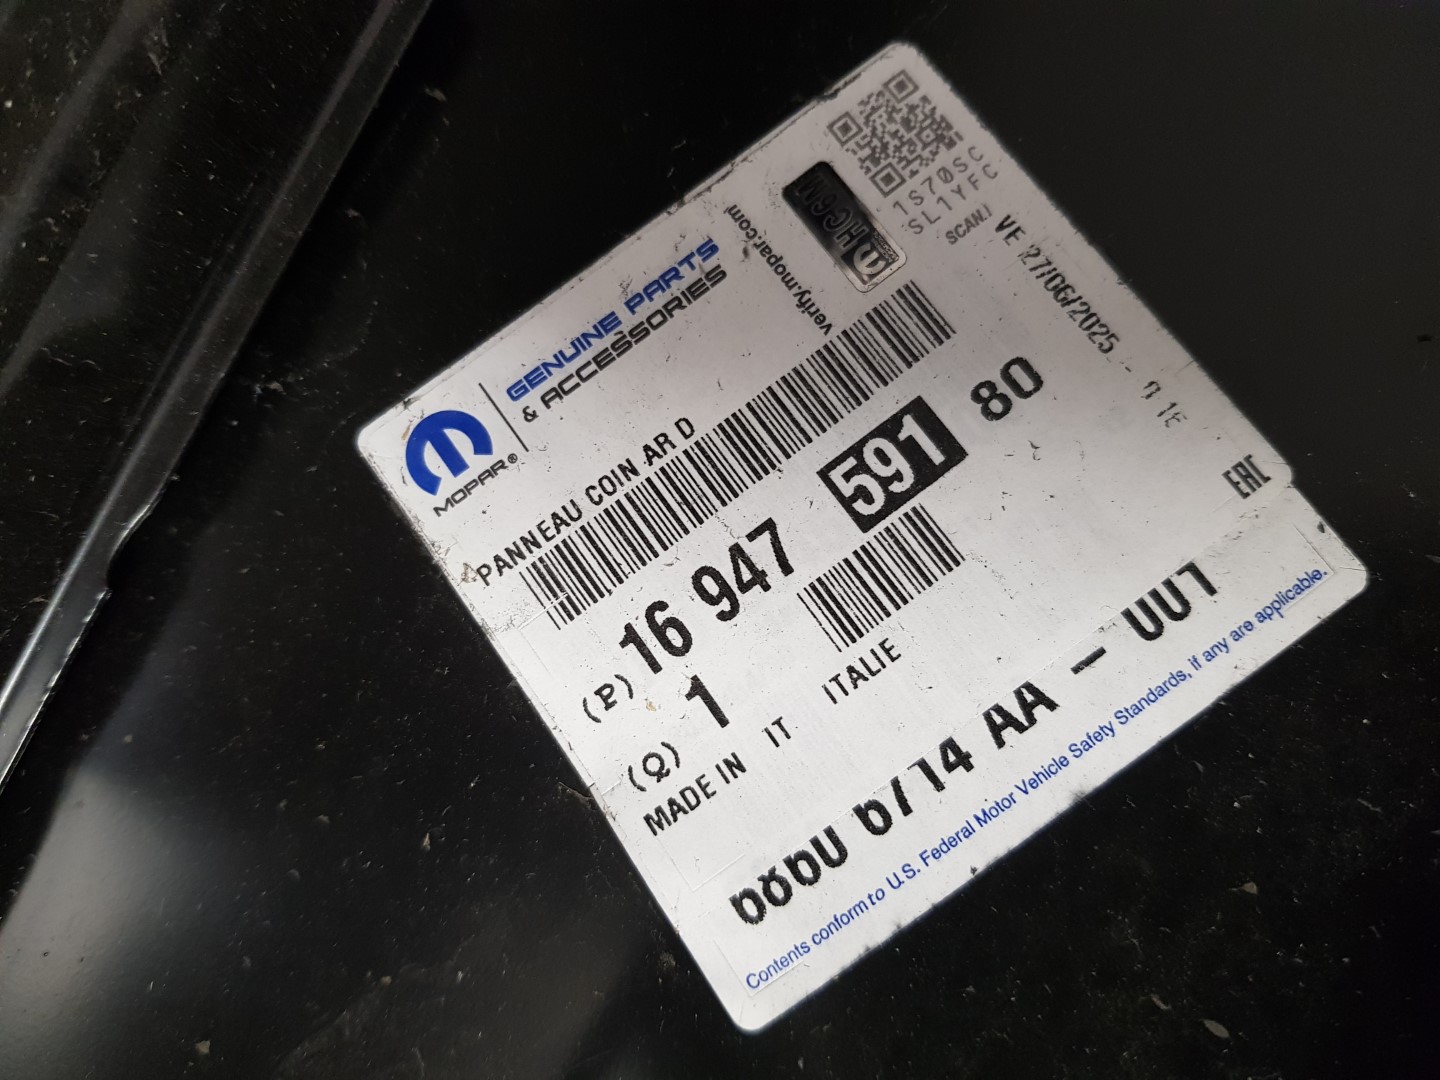 MOPAR®
GENUINE PARTS
& ACCESSORIES
verify.mopar.com
HC6M
1S70SC
SL1YFC
SCAN!
VE 27/06/2025
PANNEAU COIN AR D
(P) 16 947 591 80
(Q) 1
MADE IN IT ITALIE
EAC
AA -
Contents conform to U.S. Federal Motor Vehicle Safety Standards, if any are applicable.